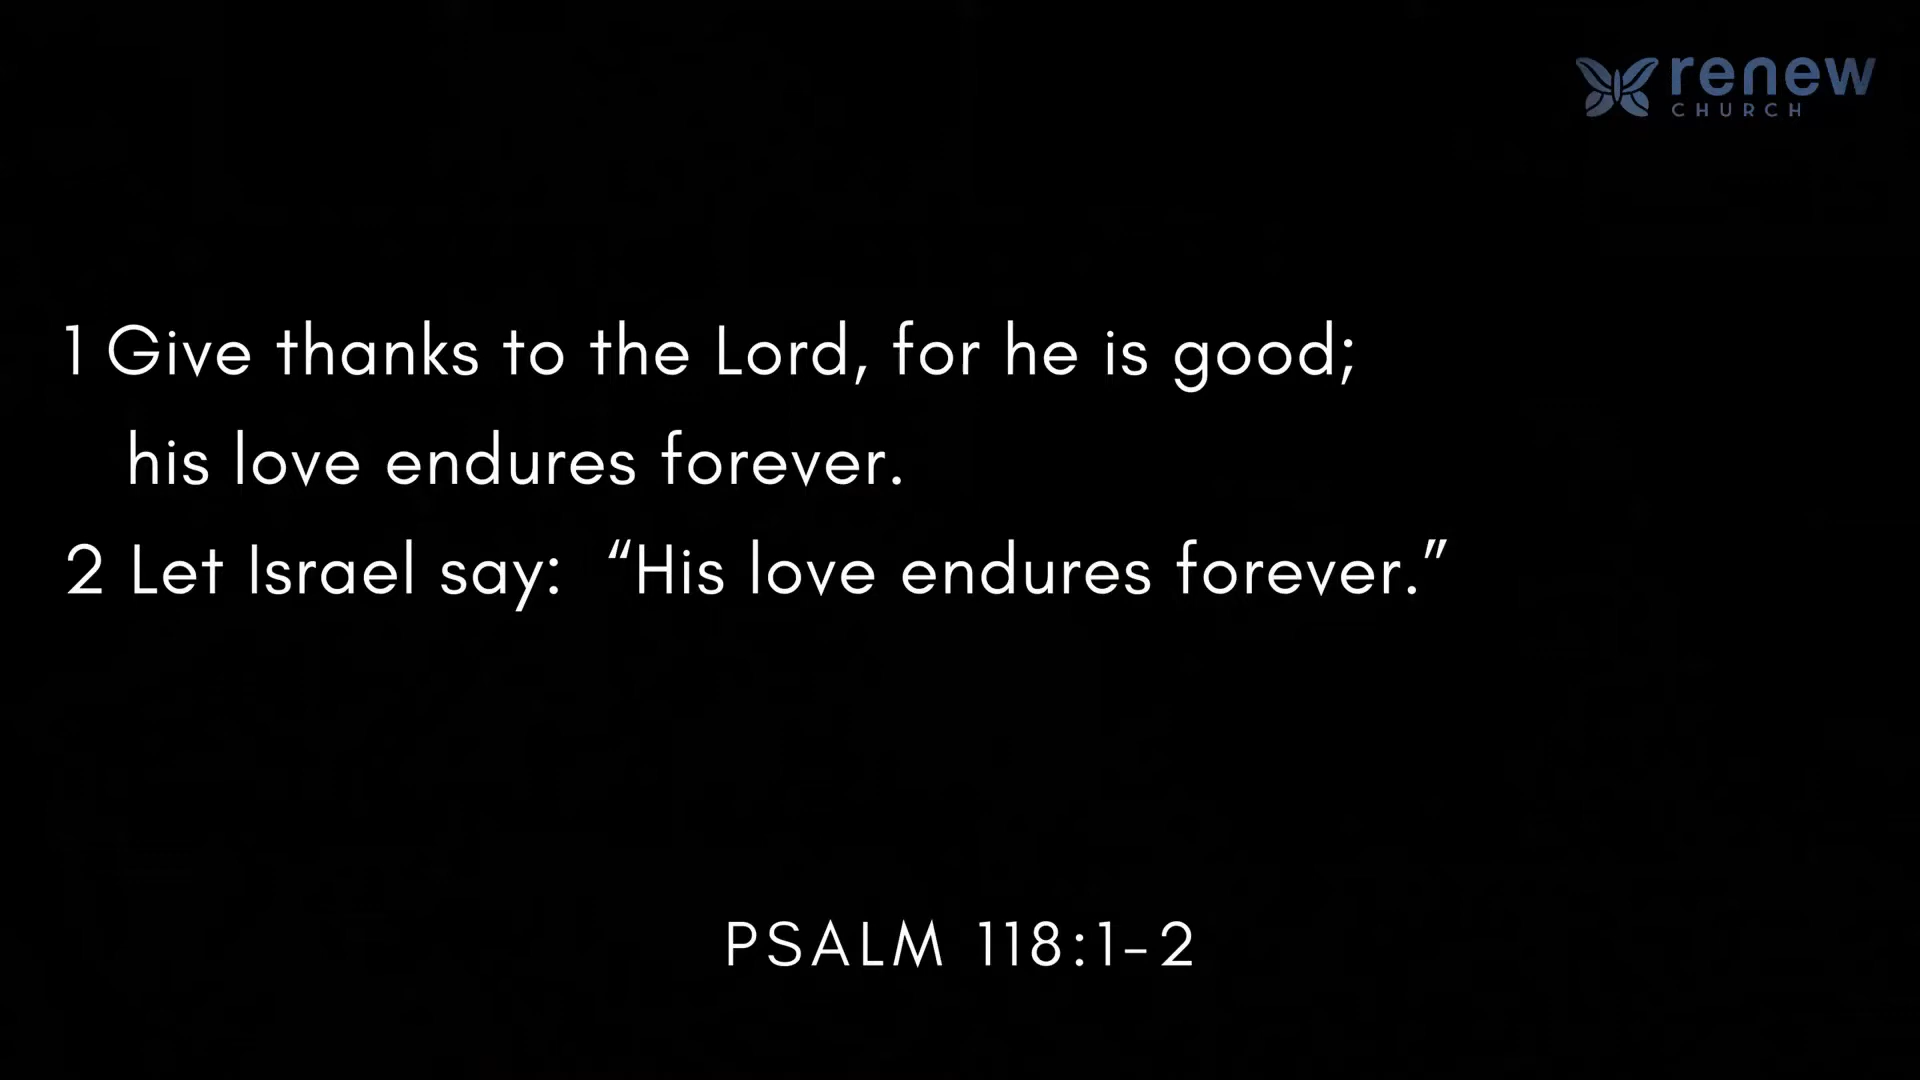 renew
CHURCH
1 Give thanks to the Lord, for he is good;
his love endures forever.
2 Let Israel say:  “His love endures forever.”
PSALM 118:1-2